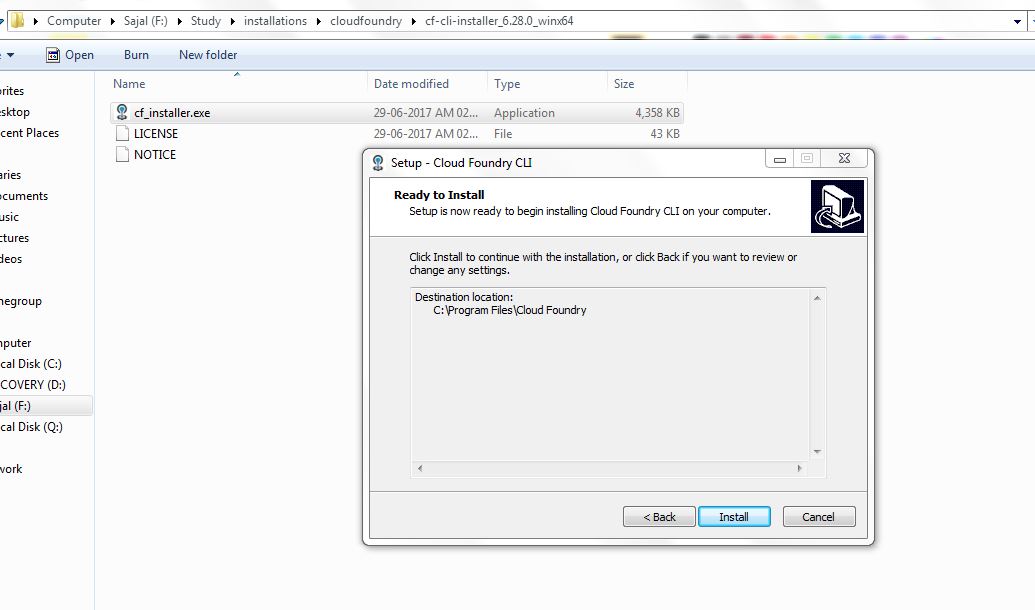 Computer Sajal (F:) Study installations cloudfoundry cf-cli-installer_6.28.0_winx64
Open Burn New folder
Name Date modified Type Size
cf_installer.exe 29-06-2017 AM 02... Application 4,358 KB
LICENSE 29-06-2017 AM 02... File 43 KB
NOTICE
rites
sktop
cent Places
aries
ocuments
usic
ctures
deos
negroup
mputer
cal Disk (C:)
COVERY (D:)
jal (F:)
cal Disk (Q:)
work
Setup - Cloud Foundry CLI
Ready to Install
Setup is now ready to begin installing Cloud Foundry CLI on your computer.
Click Install to continue with the installation, or click Back if you want to review or
change any settings.
Destination location:
C:\Program Files\Cloud Foundry
< Back Install Cancel